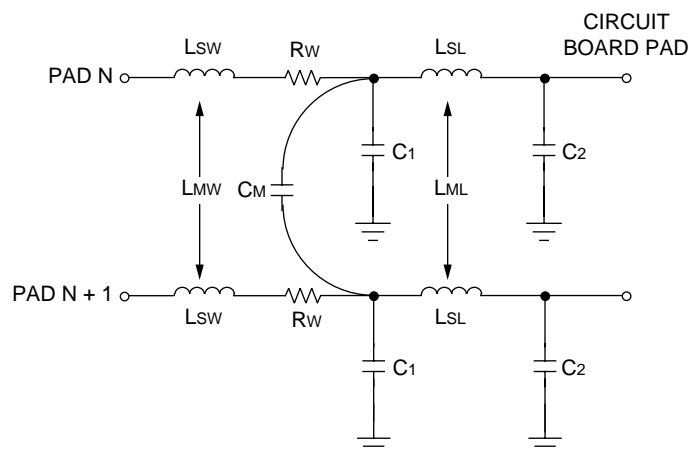 CIRCUIT
BOARD PAD
LSW
RW
LSL
PAD N
C1
C2
LMW
CM
LML
PAD N + 1
LSW
RW
LSL
C1
C2